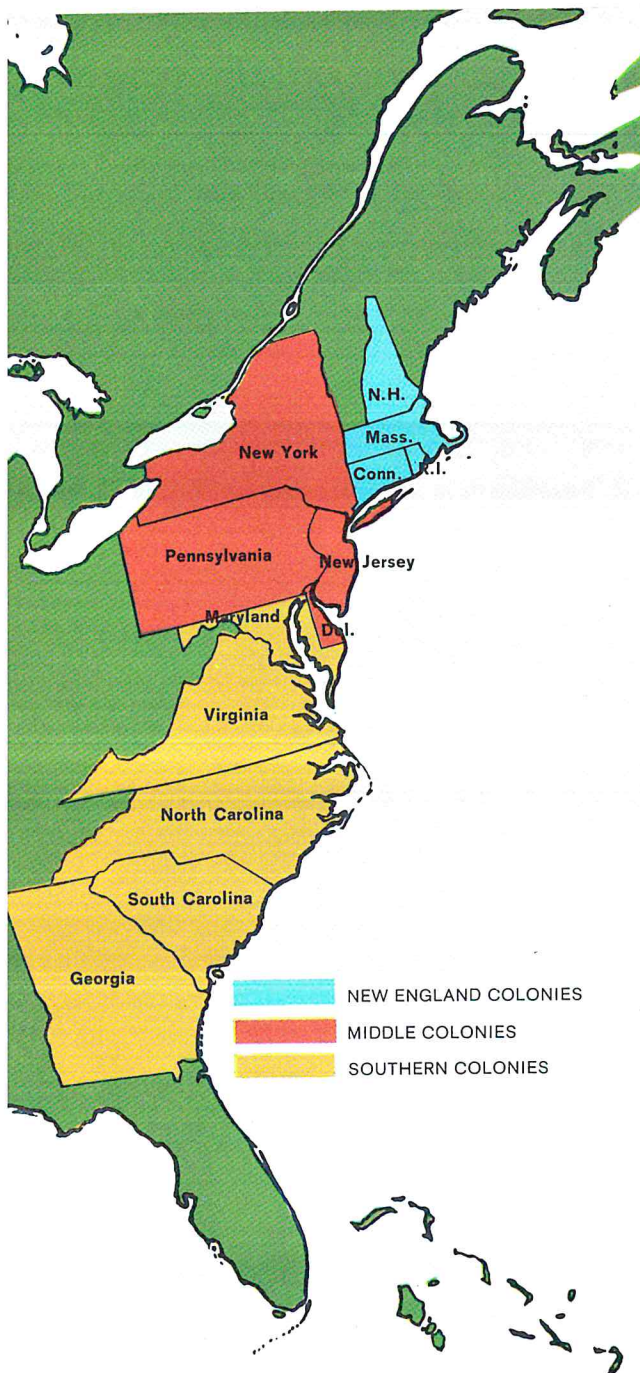 N.H.
Mass.
New York
Conn.
R.I.
Pennsylvania
New Jersey
Maryland
Del.
Virginia
North Carolina
South Carolina
Georgia
NEW ENGLAND COLONIES
MIDDLE COLONIES
SOUTHERN COLONIES